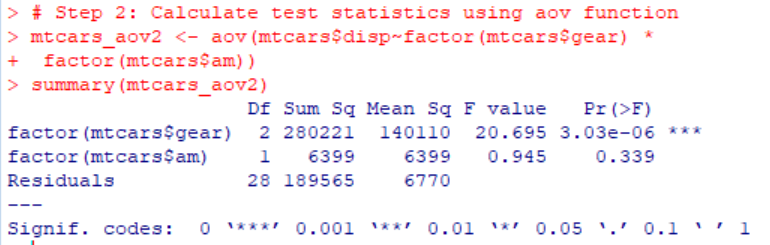 > # Step 2: Calculate test statistics using aov function
> mtcars_aov2 <- aov(mtcars$disp~factor(mtcars$gear) *
+  factor(mtcars$am))
> summary(mtcars_aov2)
                     Df Sum Sq Mean Sq F value   Pr(>F)
factor(mtcars$gear)   2 280221  140110  20.695 3.03e-06 ***
factor(mtcars$am)     1   6399    6399   0.945    0.339
Residuals            28 189565    6770
---
Signif. codes:  0 ‘***’ 0.001 ‘**’ 0.01 ‘*’ 0.05 ‘.’ 0.1 ‘ ’ 1